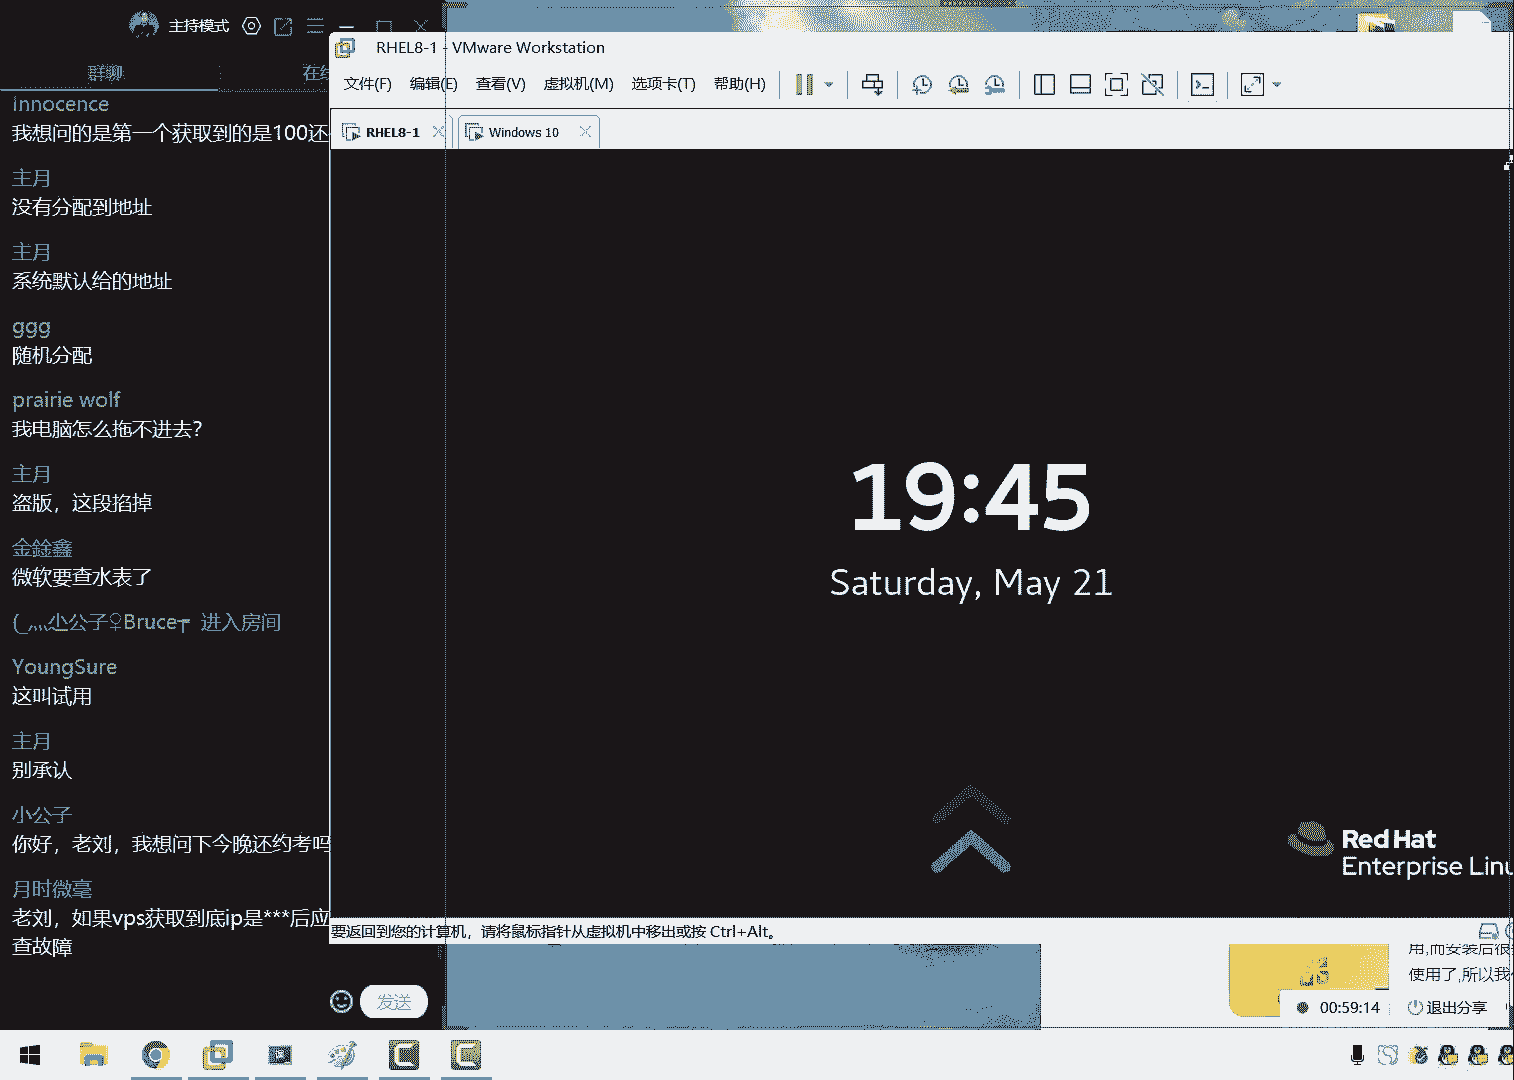 主持模式
群聊
在线
innocence
我想问的是第一个获取到的是100还
主月
没有分配到地址
主月
系统默认给的地址
ggg
随机分配
prairie wolf
我电脑怎么拖不进去？
主月
盗版，这段掐掉
金銓鑫
微软要查水表了
小公子♀Bruce 进入房间
YoungSure
这叫试用
主月
别承认
小公子
你好，老刘，我想问下今晚还约考吗
月时微毫
老刘，如果vps获取到底ip是***后应
查故障
发送
RHEL8-1 - VMware Workstation
文件(F) 编辑(E) 查看(V) 虚拟机(M) 选项卡(T) 帮助(H)
RHEL8-1
Windows 10
19:45
Saturday, May 21
Red Hat
Enterprise Linu
要返回到您的计算机，请将鼠标指针从虚拟机中移出或按 Ctrl+Alt。
用,而安装后很
使用了,所以我
00:59:14
退出分享